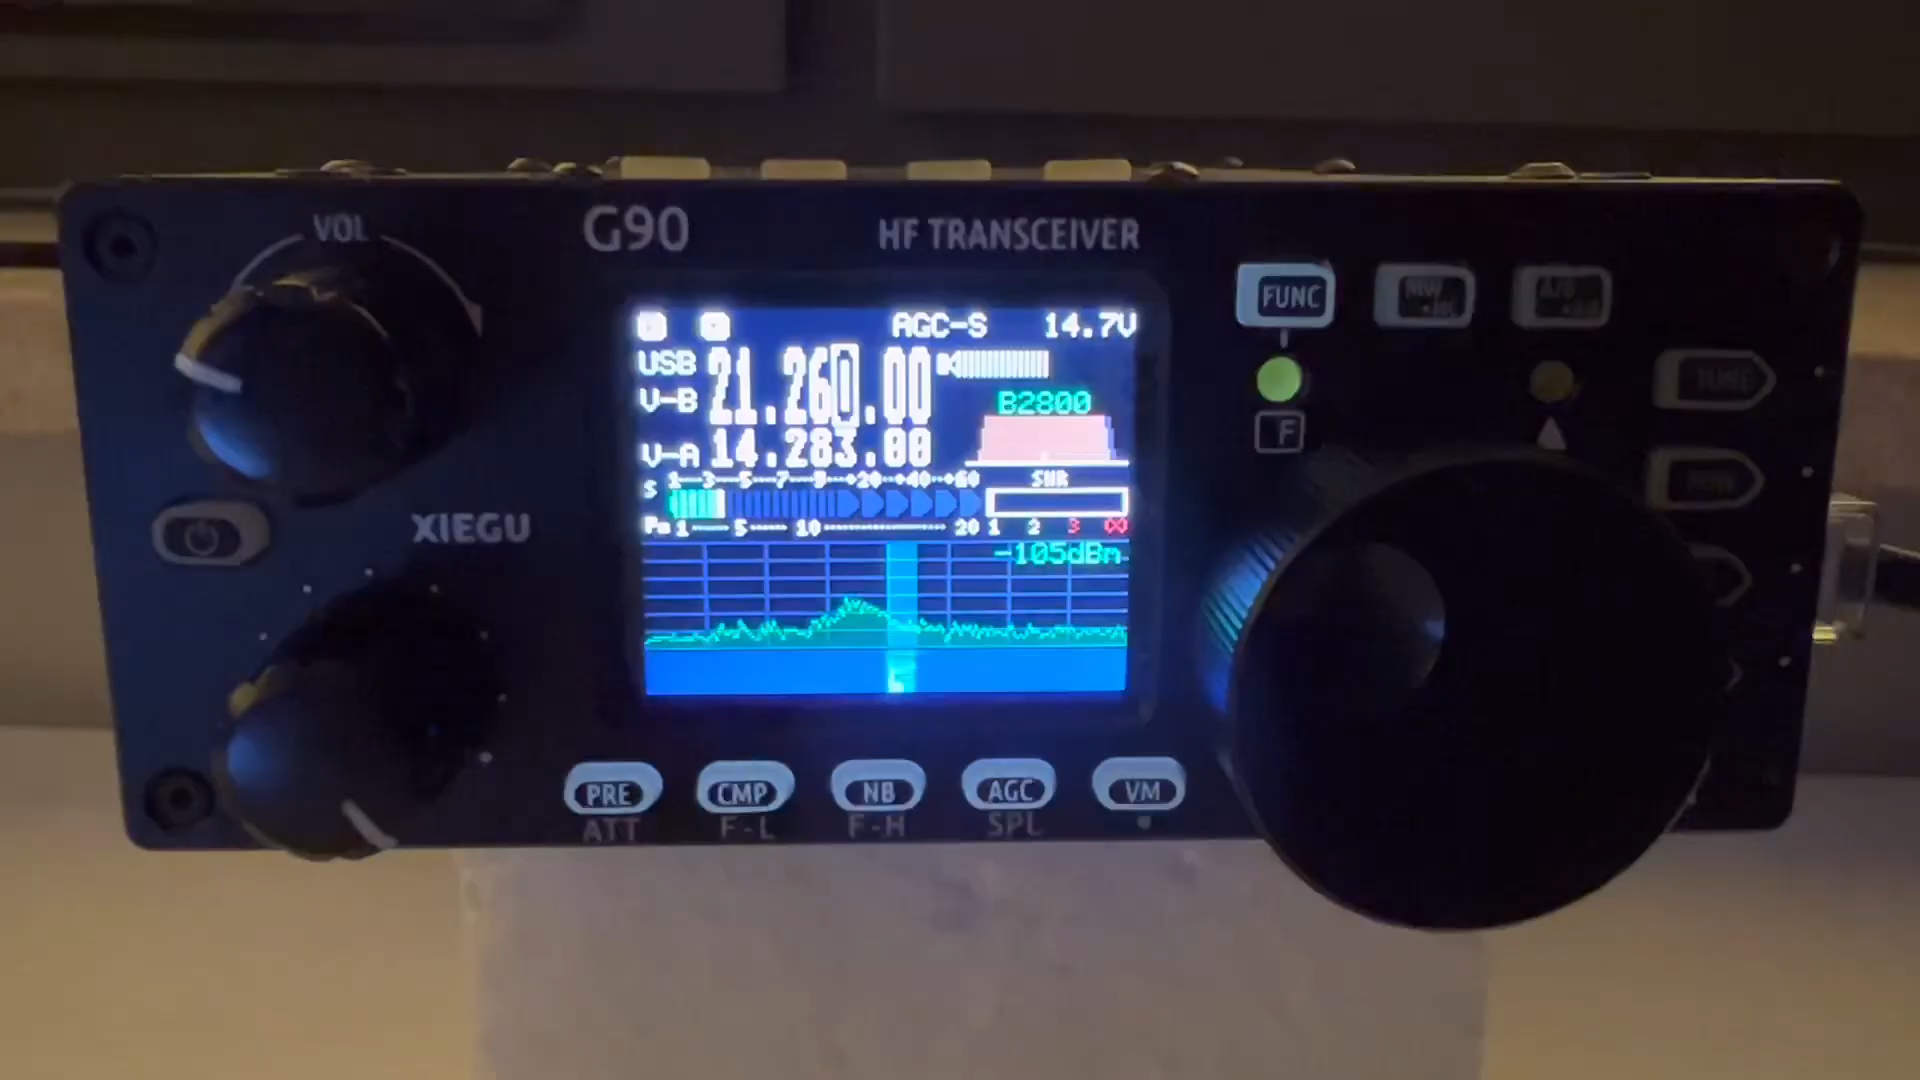 VOL
G90
HF TRANSCEIVER
FUNC
F
AGC-S 14.7V
USB 21.260.00
V-B
B2800
V-A 14.283.00
S 1 3 5 7 9 +20 +40 +60 SWR
Po 1 5 10 20 1 2 3 ∞
-105dBm
XIEGU
TUNE
PRE CMP NB AGC VM
ATT F-L F-H SPL